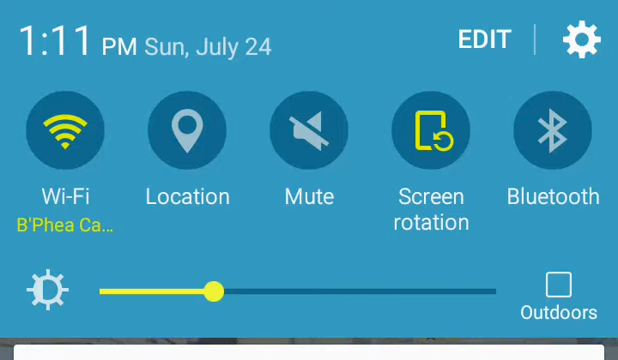 1:11 PM Sun, July 24 EDIT
Wi-Fi Location Mute Screen rotation Bluetooth
B'Phea Ca...
Outdoors